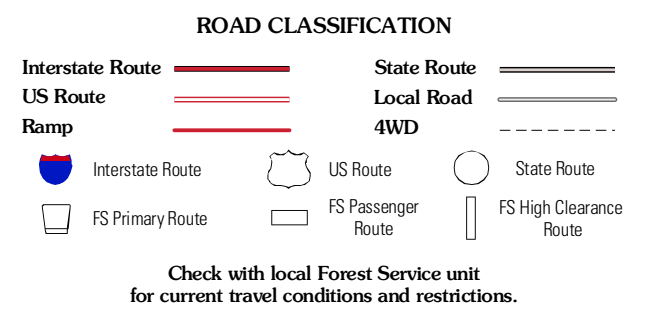 ROAD CLASSIFICATION
Interstate Route
State Route
US Route
Local Road
Ramp
4WD
Interstate Route
US Route
State Route
FS Primary Route
FS Passenger
Route
FS High Clearance
Route
Check with local Forest Service unit
for current travel conditions and restrictions.